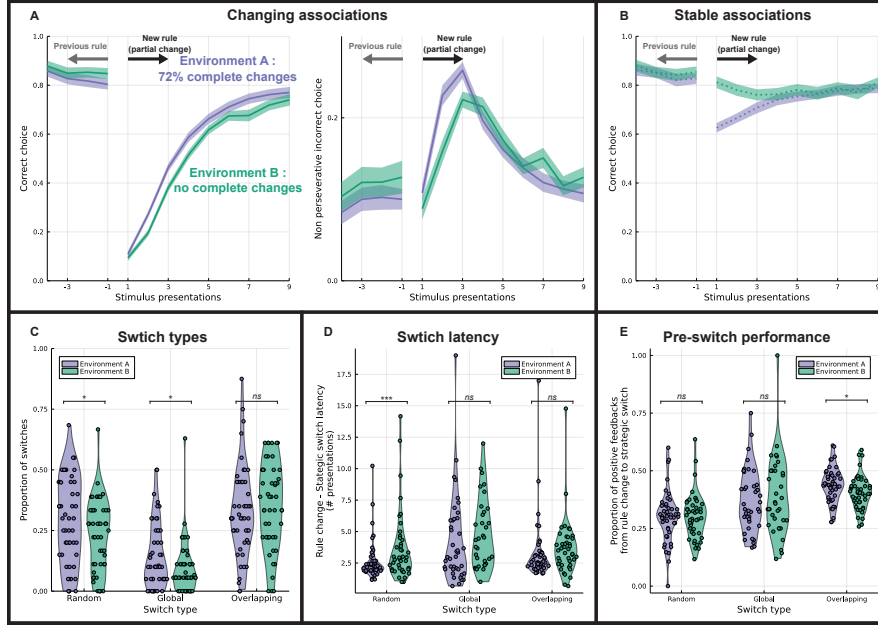 A
Changing associations
Previous rule
New rule
(partial change)
Environment A :
72% complete changes
Environment B :
no complete changes
Correct choice
1.0
0.8
0.6
0.4
0.2
0.0
-3
-1
1
3
5
7
9
Stimulus presentations
Previous rule
New rule
(partial change)
Non perseverative incorrect choice
0.2
0.0
-3
-1
1
3
5
7
9
Stimulus presentations
B
Stable associations
Previous rule
New rule
(partial change)
Correct choice
1.0
0.8
0.6
0.4
0.2
0.0
-3
-1
1
3
5
7
9
Stimulus presentations
C
Swtich types
Environment A
Environment B
*
*
ns
Proportion of switches
1.00
0.75
0.50
0.25
0.00
Random
Global
Overlapping
Switch type
D
Swtich latency
Environment A
Environment B
***
ns
ns
Rule change - Stategic switch latency
(# presentations)
17.5
15.0
12.5
10.0
7.5
5.0
2.5
Random
Global
Overlapping
Switch type
E
Pre-switch performance
Environment A
Environment B
ns
ns
*
Proportion of positive feedbacks
from rule change to strategic switch
1.00
0.75
0.50
0.25
0.00
Random
Global
Overlapping
Switch type